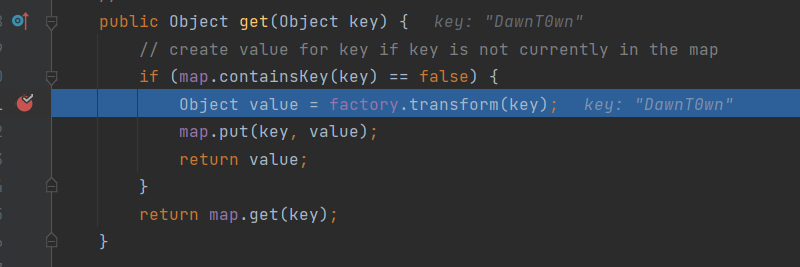 public Object get(Object key) {   key: "DawnT0wn"
// create value for key if key is not currently in the map
if (map.containsKey(key) == false) {
Object value = factory.transform(key);   key: "DawnT0wn"
map.put(key, value);
return value;
}
return map.get(key);
}